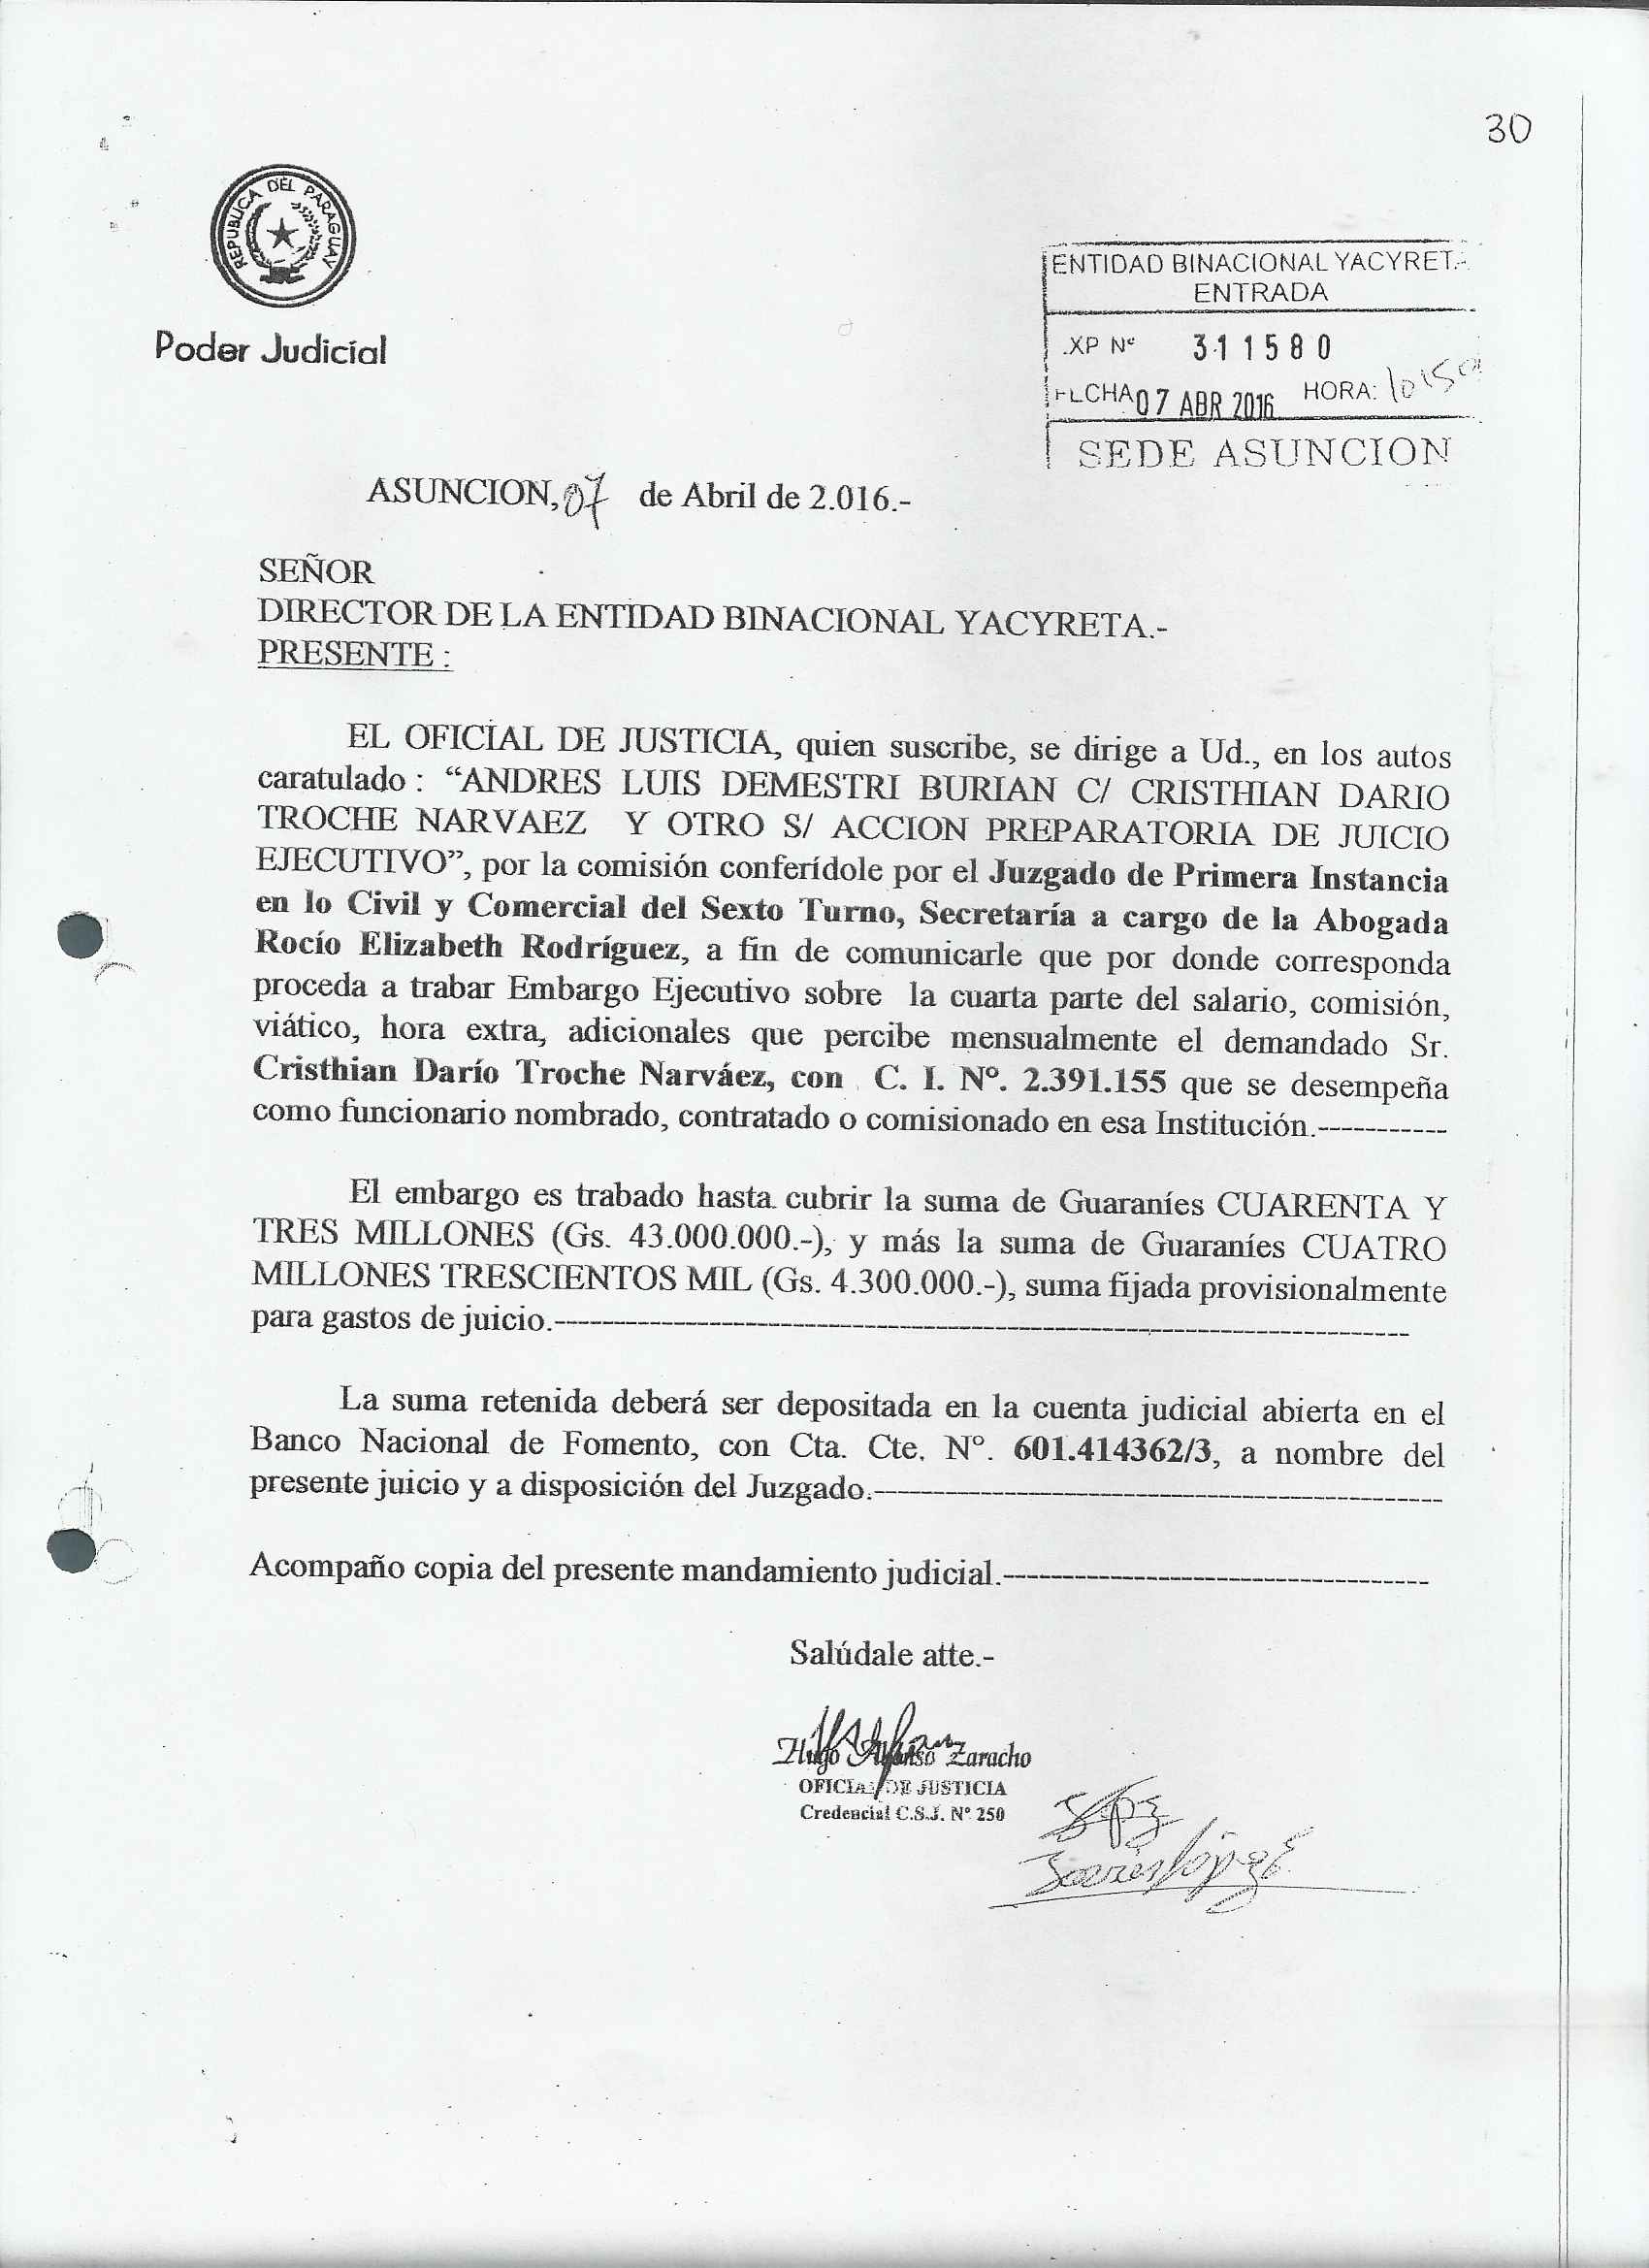 30
REPUBLICA DEL PARAGUAY
Poder Judicial
ENTIDAD BINACIONAL YACYRET
ENTRADA
XP Nº 311580
FECHA 07 ABR 2016 HORA:
SEDE ASUNCION
ASUNCION, 07 de Abril de 2.016.-
SEÑOR
DIRECTOR DE LA ENTIDAD BINACIONAL YACYRETA.-
PRESENTE :
EL OFICIAL DE JUSTICIA, quien suscribe, se dirige a Ud., en los autos
caratulado : “ANDRES LUIS DEMESTRI BURIAN C/ CRISTHIAN DARIO
TROCHE NARVAEZ Y OTRO S/ ACCION PREPARATORIA DE JUICIO
EJECUTIVO”, por la comisión conferídole por el Juzgado de Primera Instancia
en lo Civil y Comercial del Sexto Turno, Secretaría a cargo de la Abogada
Rocío Elizabeth Rodríguez, a fin de comunicarle que por donde corresponda
proceda a trabar Embargo Ejecutivo sobre la cuarta parte del salario, comisión,
viático, hora extra, adicionales que percibe mensualmente el demandado Sr.
Cristhian Darío Troche Narváez, con C. I. Nº. 2.391.155 que se desempeña
como funcionario nombrado, contratado o comisionado en esa Institución.-----------
El embargo es trabado hasta cubrir la suma de Guaraníes CUARENTA Y
TRES MILLONES (Gs. 43.000.000.-), y más la suma de Guaraníes CUATRO
MILLONES TRESCIENTOS MIL (Gs. 4.300.000.-), suma fijada provisionalmente
para gastos de juicio.-----------------------------------------------------------------------
La suma retenida deberá ser depositada en la cuenta judicial abierta en el
Banco Nacional de Fomento, con Cta. Cte. Nº. 601.414362/3, a nombre del
presente juicio y a disposición del Juzgado.-----------------------------------------------
Acompaño copia del presente mandamiento judicial.-----------------------------------
Salúdale atte.-
Hugo Alfonso Zaracho
OFICIAL DE JUSTICIA
Credencial C.S.J. Nº 250